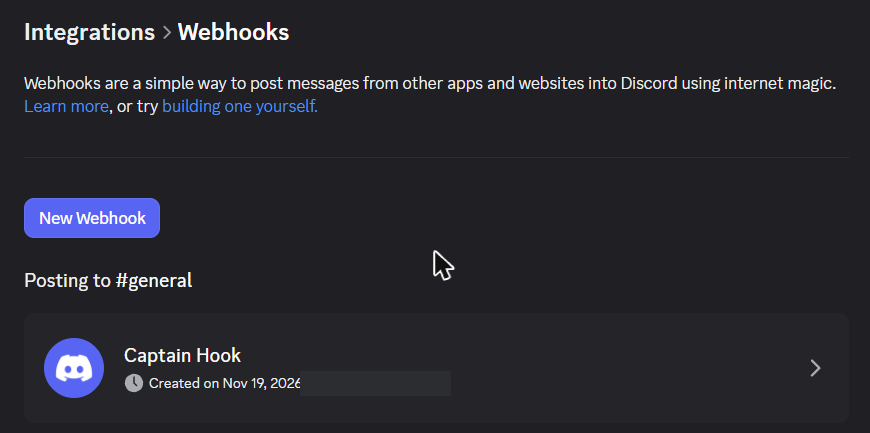 Integrations > Webhooks
Webhooks are a simple way to post messages from other apps and websites into Discord using internet magic.
Learn more, or try building one yourself.
New Webhook
Posting to #general
Captain Hook
Created on Nov 19, 2026